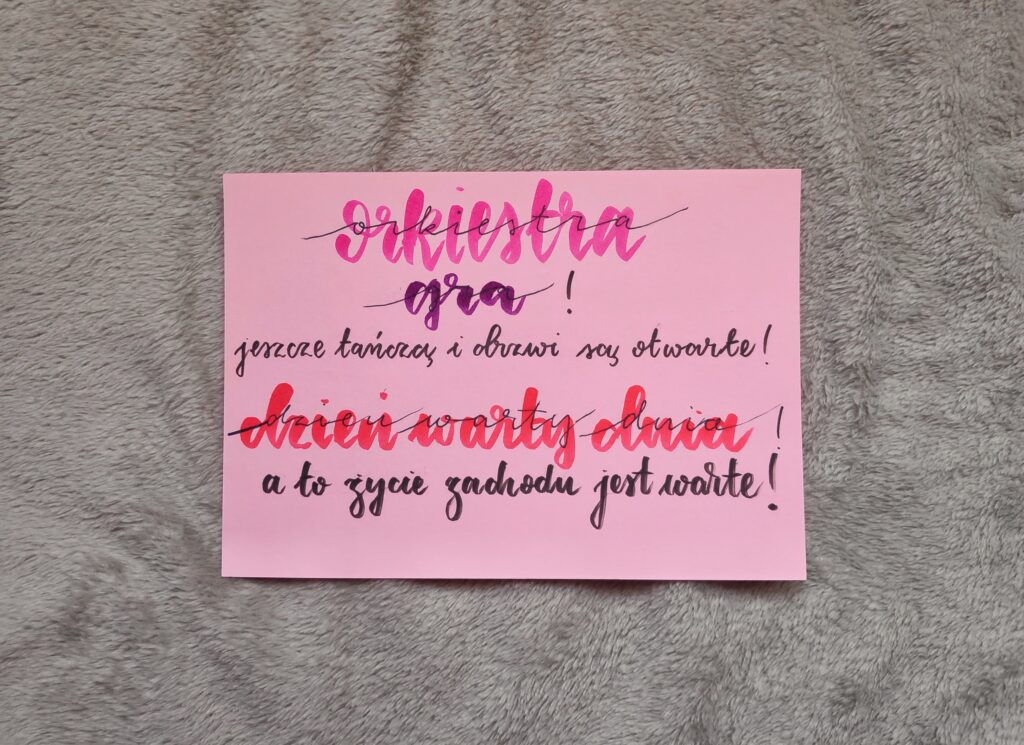 orkiestra
gra !
jeszcze tańczą i drzwi są otwarte!
dzień warty dnia !
a to życie zachodu jest warte!